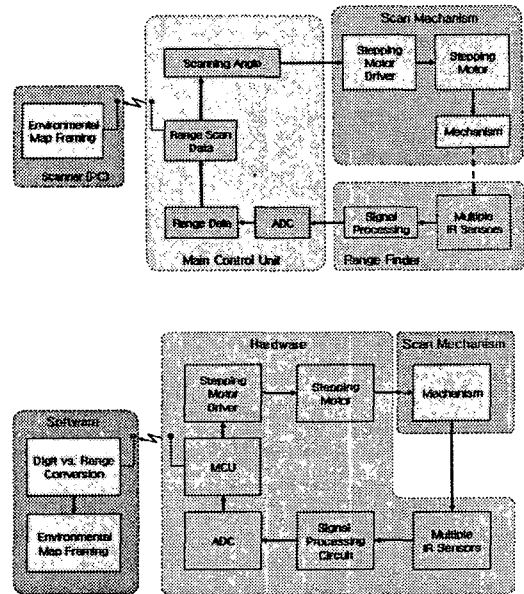 Scan Mechanism
Scanning Angle
Stepping
Motor
Driver
Stepping
Motor
Environmental
Map Framing
Range Scan
Data
Mechanism
Scanner (PC)
Range Data
ADC
Signal
Processing
Multiple
IR Sensors
Main Control Unit
Range Finder
Hardware
Scan Mechanism
Stepping
Motor
Driver
Stepping
Motor
Mechanism
Software
Digit vs. Range
Conversion
MCU
Environmental
Map Framing
ADC
Signal
Processing
Circuit
Multiple
IR Sensors